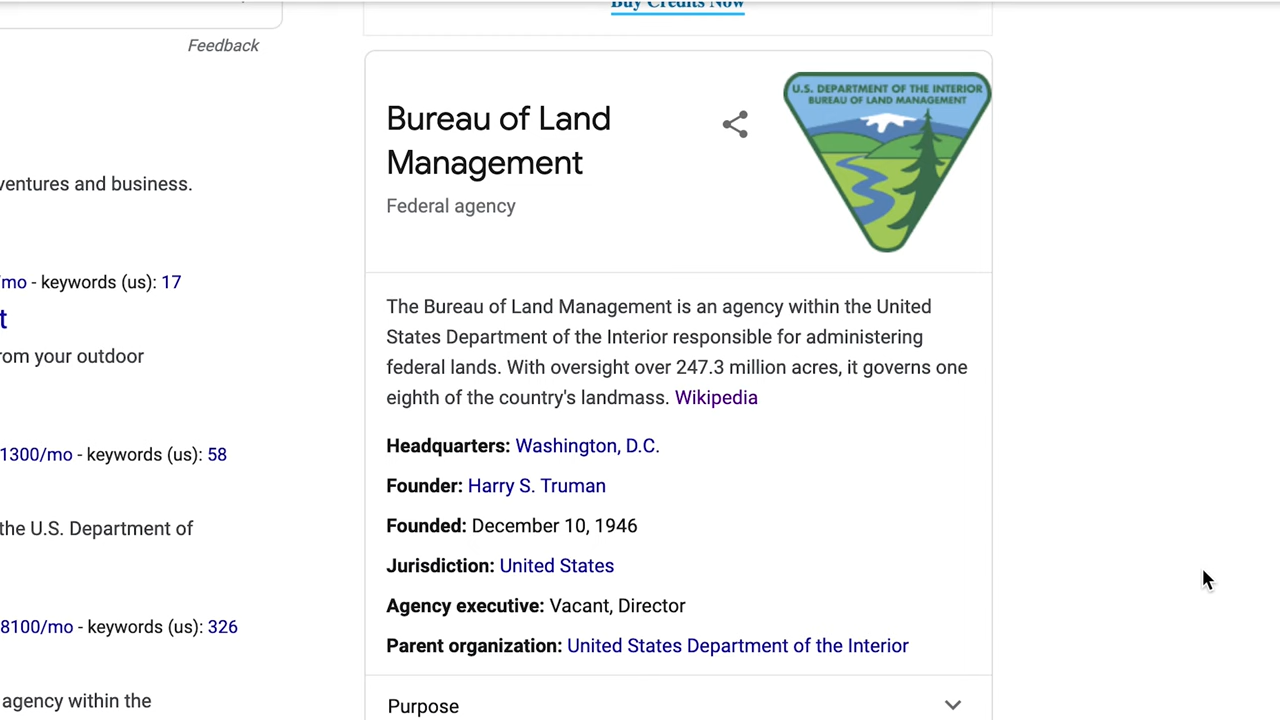 Buy Credits Now
Feedback
U.S. DEPARTMENT OF THE INTERIOR
BUREAU OF LAND MANAGEMENT
Bureau of Land
Management
Federal agency
ventures and business.
/mo - keywords (us): 17
t
rom your outdoor
1300/mo - keywords (us): 58
the U.S. Department of
8100/mo - keywords (us): 326
agency within the
The Bureau of Land Management is an agency within the United
States Department of the Interior responsible for administering
federal lands. With oversight over 247.3 million acres, it governs one
eighth of the country's landmass. Wikipedia
Headquarters: Washington, D.C.
Founder: Harry S. Truman
Founded: December 10, 1946
Jurisdiction: United States
Agency executive: Vacant, Director
Parent organization: United States Department of the Interior
Purpose